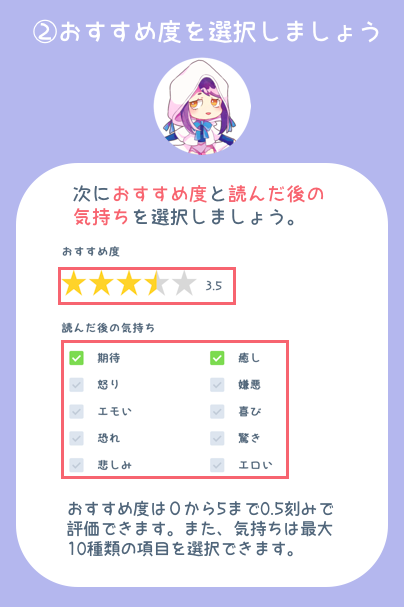 ②おすすめ度を選択しましょう
次におすすめ度と読んだ後の
気持ちを選択しましょう。
おすすめ度
3.5
読んだ後の気持ち
期待 癒し
怒り 嫌悪
エモい 喜び
恐れ 驚き
悲しみ エロい
おすすめ度は０から5まで0.5刻みで
評価できます。また、気持ちは最大
10種類の項目を選択できます。